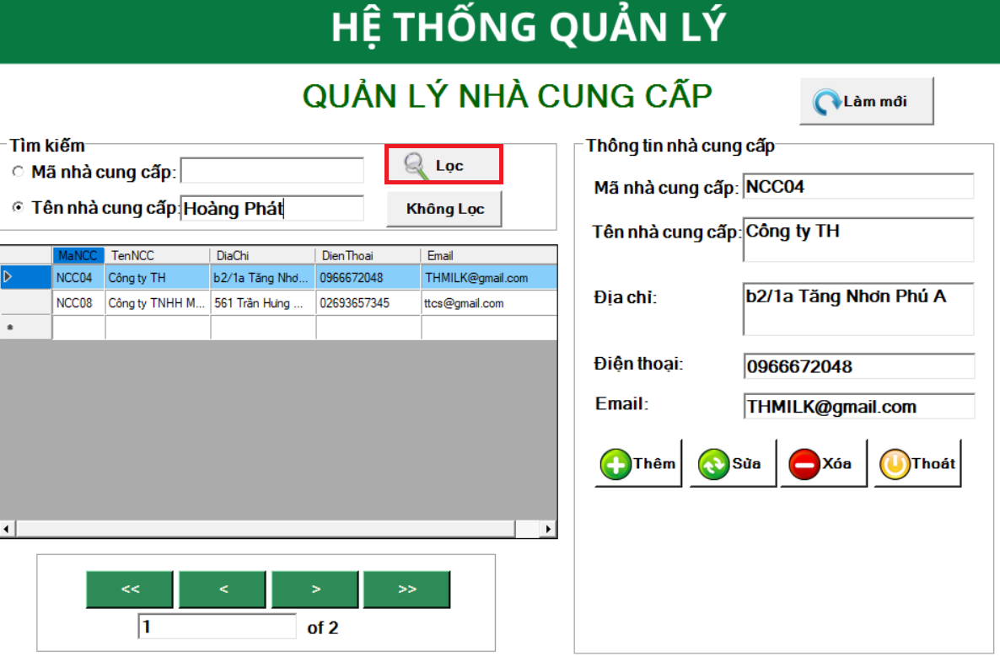 HỆ THỐNG QUẢN LÝ
QUẢN LÝ NHÀ CUNG CẤP
Làm mới
Tìm kiếm
Mã nhà cung cấp:
Lọc
Tên nhà cung cấp: Hoàng Phát
Không Lọc
MaNCC TenNCC DiaChi DienThoai Email
NCC04 Công ty TH b2/1a Tăng Nhơ... 0966672048 THMILK@gmail.com
NCC08 Công ty TNHH M... 561 Trần Hưng ... 02693657345 ttcs@gmail.com
*
<< < > >>
1 of 2
Thông tin nhà cung cấp
Mã nhà cung cấp: NCC04
Tên nhà cung cấp: Công ty TH
Địa chỉ: b2/1a Tăng Nhơn Phú A
Điện thoại: 0966672048
Email: THMILK@gmail.com
Thêm Sửa Xóa Thoát